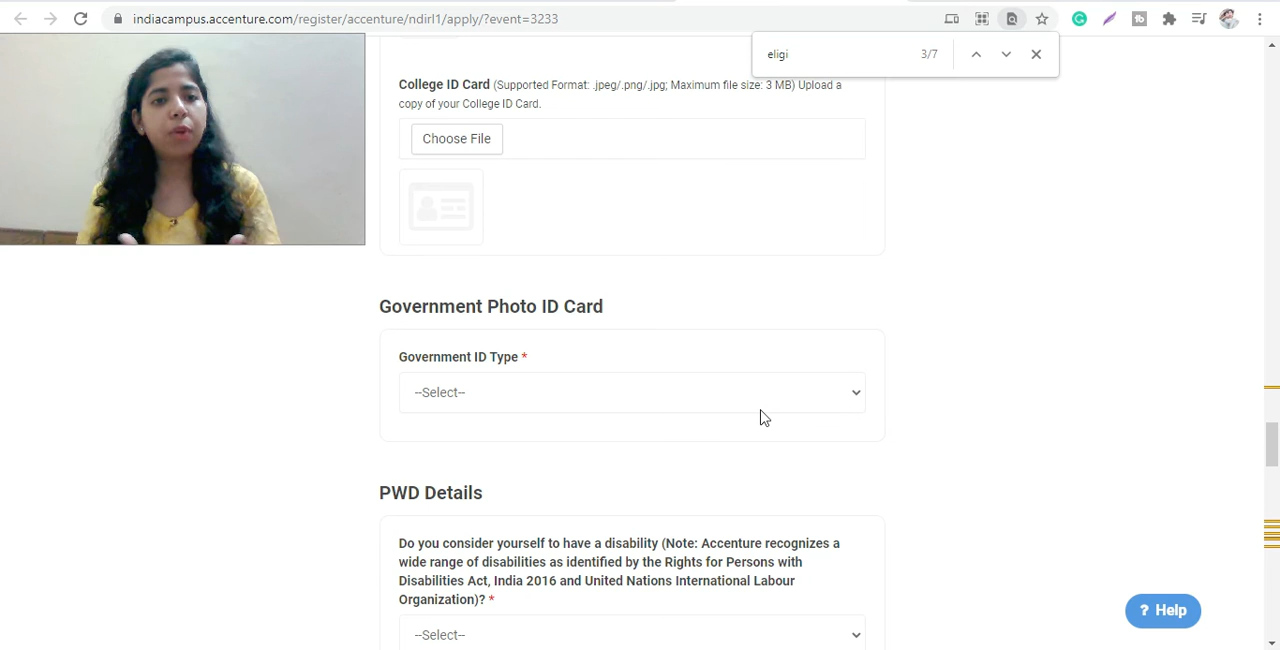 indiacampus.accenture.com/register/accenture/ndirl1/apply/?event=3233
eligi
3/7
College ID Card (Supported Format: .jpeg/.png/.jpg; Maximum file size: 3 MB) Upload a
copy of your College ID Card.
Choose File
Government Photo ID Card
Government ID Type *
--Select--
PWD Details
Do you consider yourself to have a disability (Note: Accenture recognizes a
wide range of disabilities as identified by the Rights for Persons with
Disabilities Act, India 2016 and United Nations International Labour
Organization)? *
--Select--
? Help